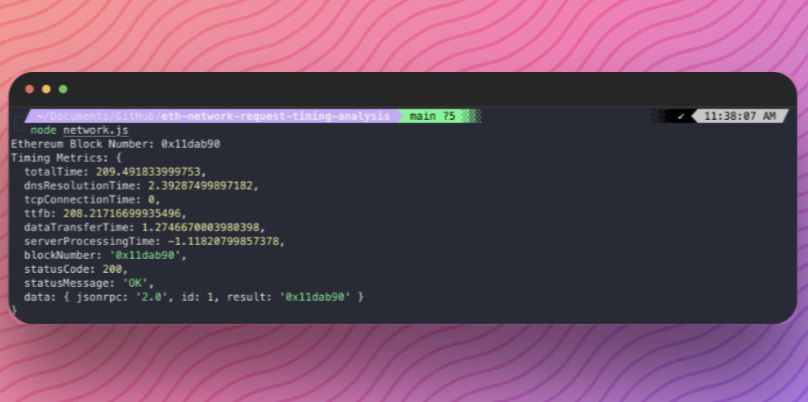 ~/Documents/GitHub/eth-network-request-timing-analysis main ?5 ✔ 11:38:07 AM
node network.js
Ethereum Block Number: 0x11dab90
Timing Metrics: {
totalTime: 209.491833999753,
dnsResolutionTime: 2.39287499897182,
tcpConnectionTime: 0,
ttfb: 208.21716699935496,
dataTransferTime: 1.2746670003980398,
serverProcessingTime: -1.11820799857378,
blockNumber: '0x11dab90',
statusCode: 200,
statusMessage: 'OK',
data: { jsonrpc: '2.0', id: 1, result: '0x11dab90' }
}